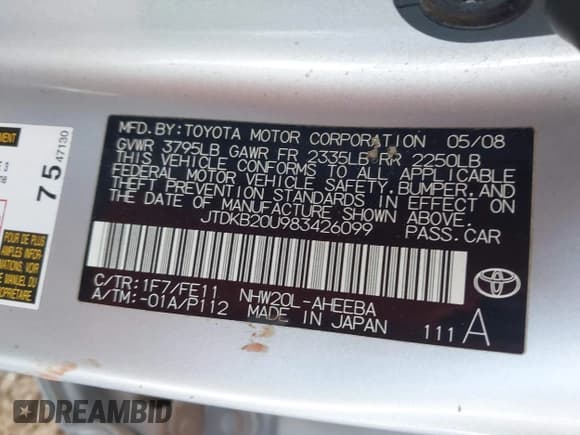 MFD.BY:TOYOTA MOTOR CORPORATION 05/08
GVWR 3795LB GAWR FR 2335LB RR 2250LB
THIS VEHICLE CONFORMS TO ALL APPLICABLE
FEDERAL MOTOR VEHICLE SAFETY,BUMPER,AND
THEFT PREVENTION STANDARDS IN EFFECT ON
THE DATE OF MANUFACTURE SHOWN ABOVE.
JTDKB20U983426099 PASS.CAR
C/TR:1F7/FE11 NHW20L-AHEEBA
A/TM:-01A/P112 MADE IN JAPAN
111 A
75 47130
DREAMBID